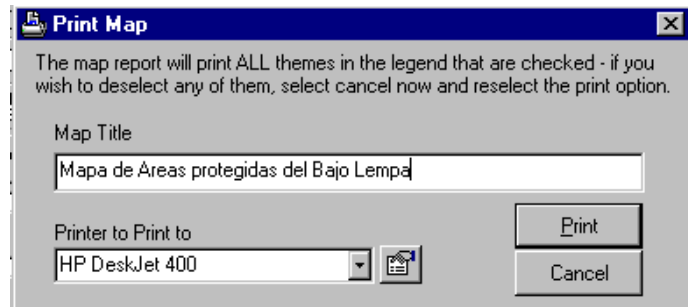 Print Map
The map report will print ALL themes in the legend that are checked - if you
wish to deselect any of them, select cancel now and reselect the print option.
Map Title
Mapa de Areas protegidas del Bajo Lempa
Printer to Print to
HP DeskJet 400
Print
Cancel